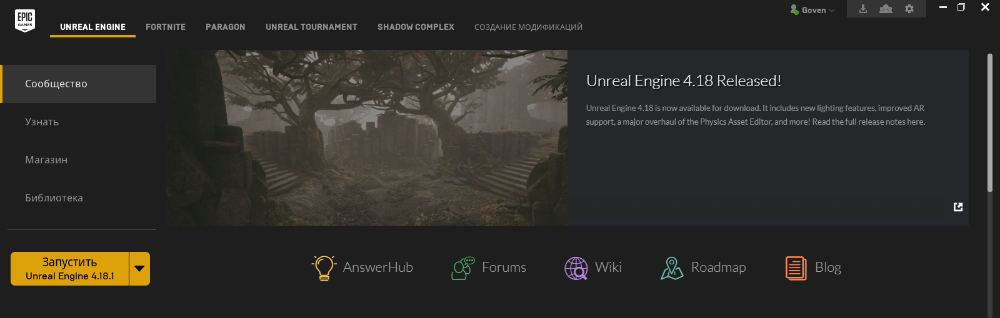 EPIC
GAMES
Goven
UNREAL ENGINE
FORTNITE
PARAGON
UNREAL TOURNAMENT
SHADOW COMPLEX
СОЗДАНИЕ МОДИФИКАЦИЙ
Сообщество
Узнать
Магазин
Библиотека
Запустить
Unreal Engine 4.18.1
Unreal Engine 4.18 Released!
Unreal Engine 4.18 is now available for download. It includes new lighting features, improved AR
support, a major overhaul of the Physics Asset Editor, and more! Read the full release notes here.
AnswerHub
Forums
Wiki
Roadmap
Blog